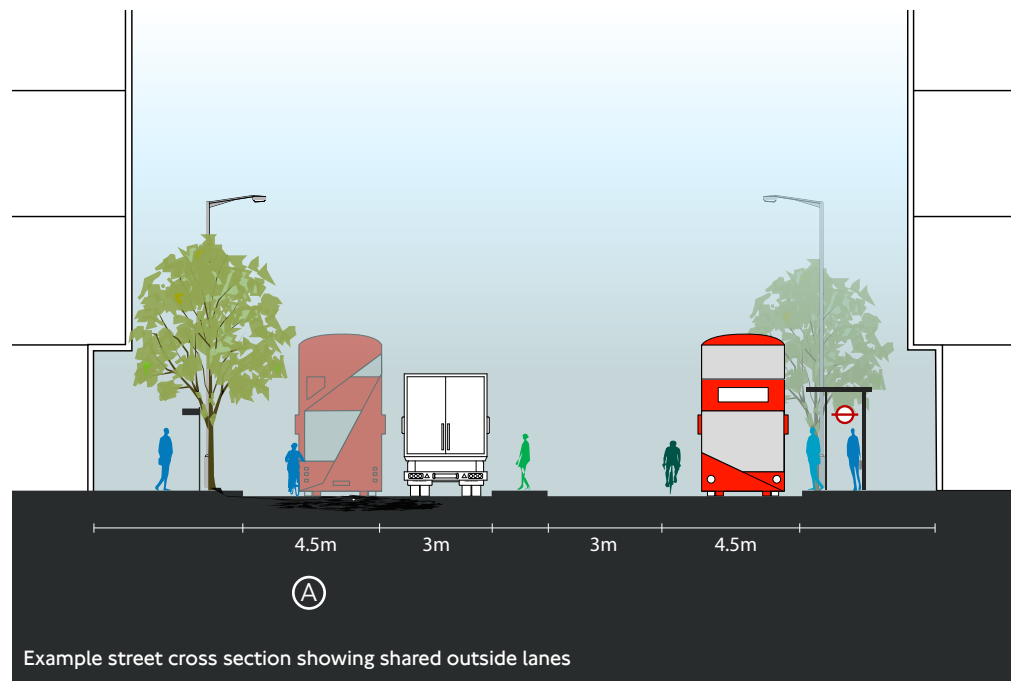 4.5m 3m 3m 4.5m
A
Example street cross section showing shared outside lanes